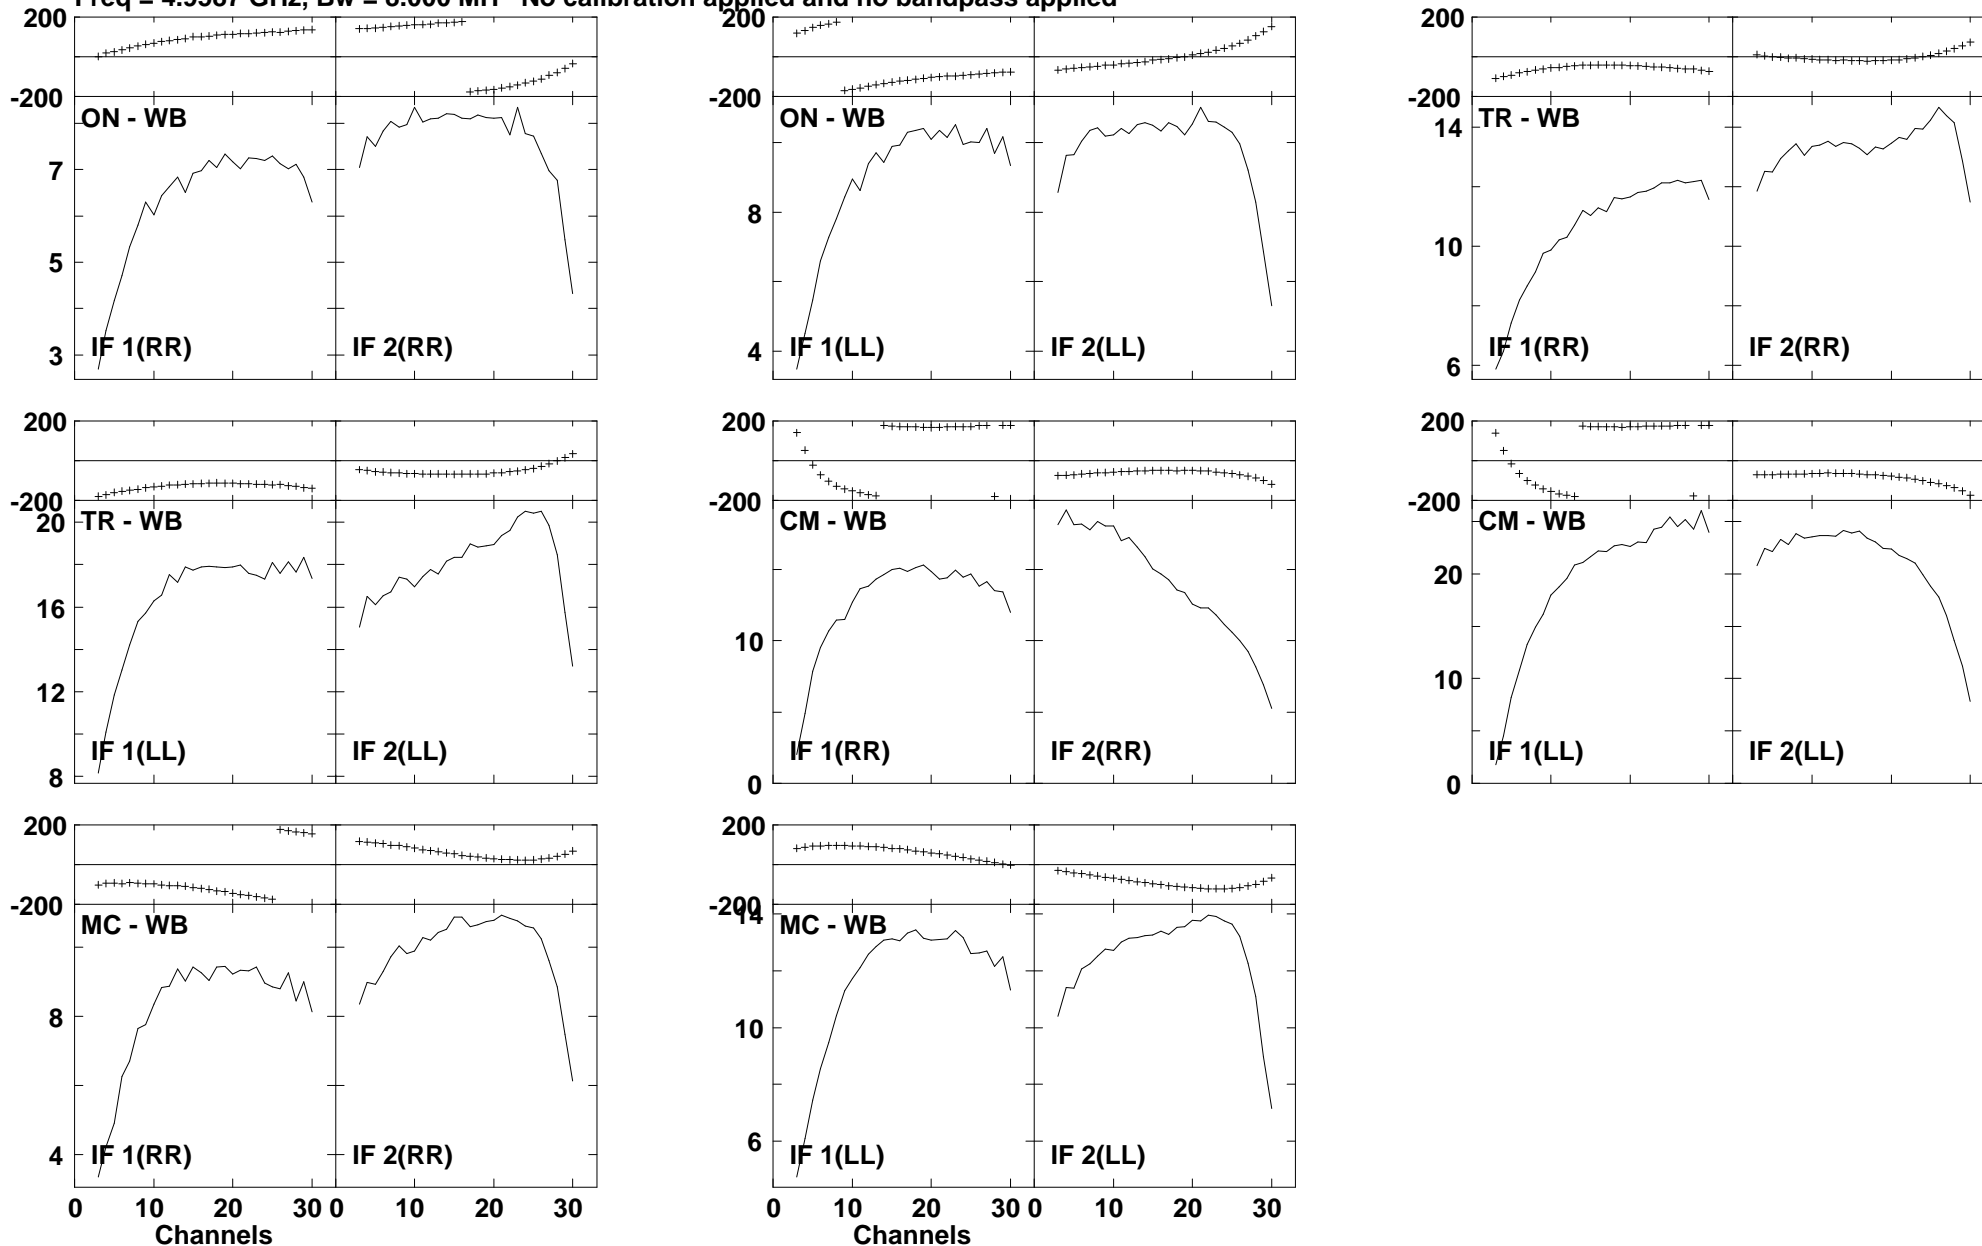 Freq = 4.9587 GHz, Bw = 8.000 MH No calibration applied and no bandpass applied
200
-200
ON - WB
7
5
3
IF 1(RR)
IF 2(RR)
200
-200
ON - WB
8
4
IF 1(LL)
IF 2(LL)
200
-200
TR - WB
14
10
6
IF 1(RR)
IF 2(RR)
200
-200
TR - WB
20
16
12
8
IF 1(LL)
IF 2(LL)
200
-200
CM - WB
10
0
IF 1(RR)
IF 2(RR)
200
-200
CM - WB
20
10
0
IF 1(LL)
IF 2(LL)
200
-200
MC - WB
8
4
IF 1(RR)
IF 2(RR)
0 10 20 30 0 10 20 30
Channels
200
-200
MC - WB
14
10
6
IF 1(LL)
IF 2(LL)
0 10 20 30 0 10 20 30
Channels